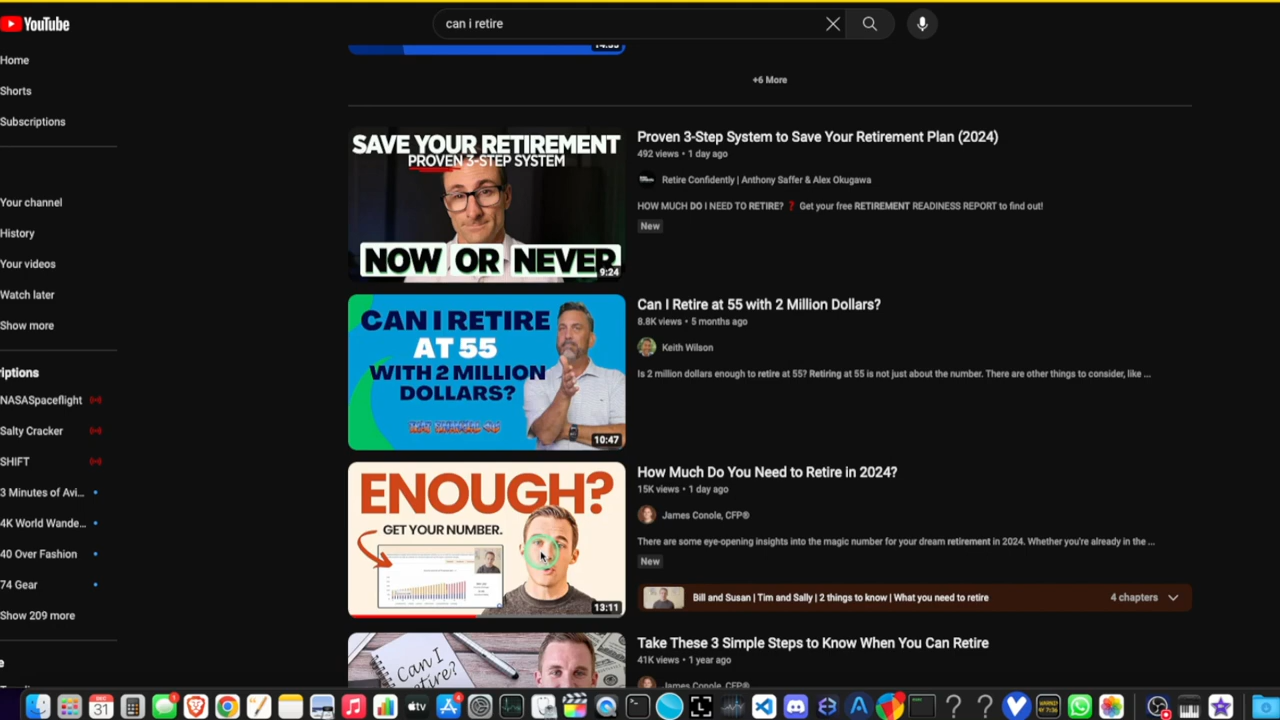 YouTube
can i retire
Home
Shorts
Subscriptions
Your channel
History
Your videos
Watch later
Show more
iptions
NASASpaceflight
Salty Cracker
SHIFT
3 Minutes of Avi...
4K World Wande...
40 Over Fashion
74 Gear
Show 209 more
e
14:55
+6 More
SAVE YOUR RETIREMENT
PROVEN 3-STEP SYSTEM
NOW OR NEVER
9:24
Proven 3-Step System to Save Your Retirement Plan (2024)
492 views • 1 day ago
Retire Confidently | Anthony Saffer & Alex Okugawa
HOW MUCH DO I NEED TO RETIRE? ❓ Get your free RETIREMENT READINESS REPORT to find out!
New
CAN I RETIRE
AT 55
WITH 2 MILLION
DOLLARS?
10:47
Can I Retire at 55 with 2 Million Dollars?
8.8K views • 5 months ago
Keith Wilson
Is 2 million dollars enough to retire at 55? Retiring at 55 is not just about the number. There are other things to consider, like ...
ENOUGH?
GET YOUR NUMBER.
13:11
How Much Do You Need to Retire in 2024?
15K views • 1 day ago
James Conole, CFP®
There are some eye-opening insights into the magic number for your dream retirement in 2024. Whether you're already in the ...
New
Bill and Susan | Tim and Sally | 2 things to know | What you need to retire
4 chapters
Can I
retire?
Take These 3 Simple Steps to Know When You Can Retire
41K views • 1 year ago
James Conole, CFP®
DEC
31
tv